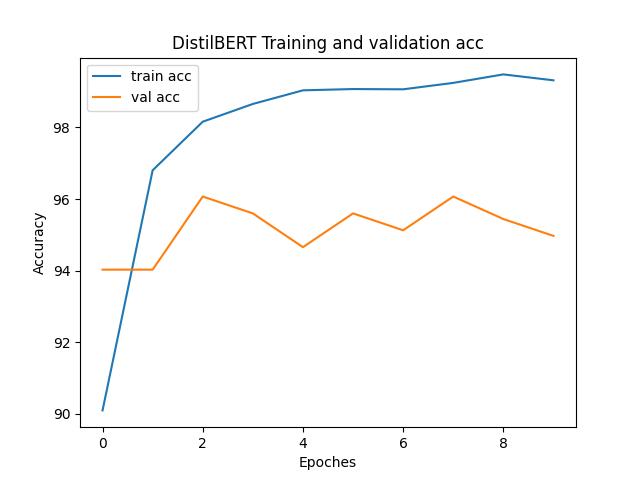 DistilBERT Training and validation acc
train acc
val acc
98
96
94
92
90
Accuracy
0 2 4 6 8
Epoches